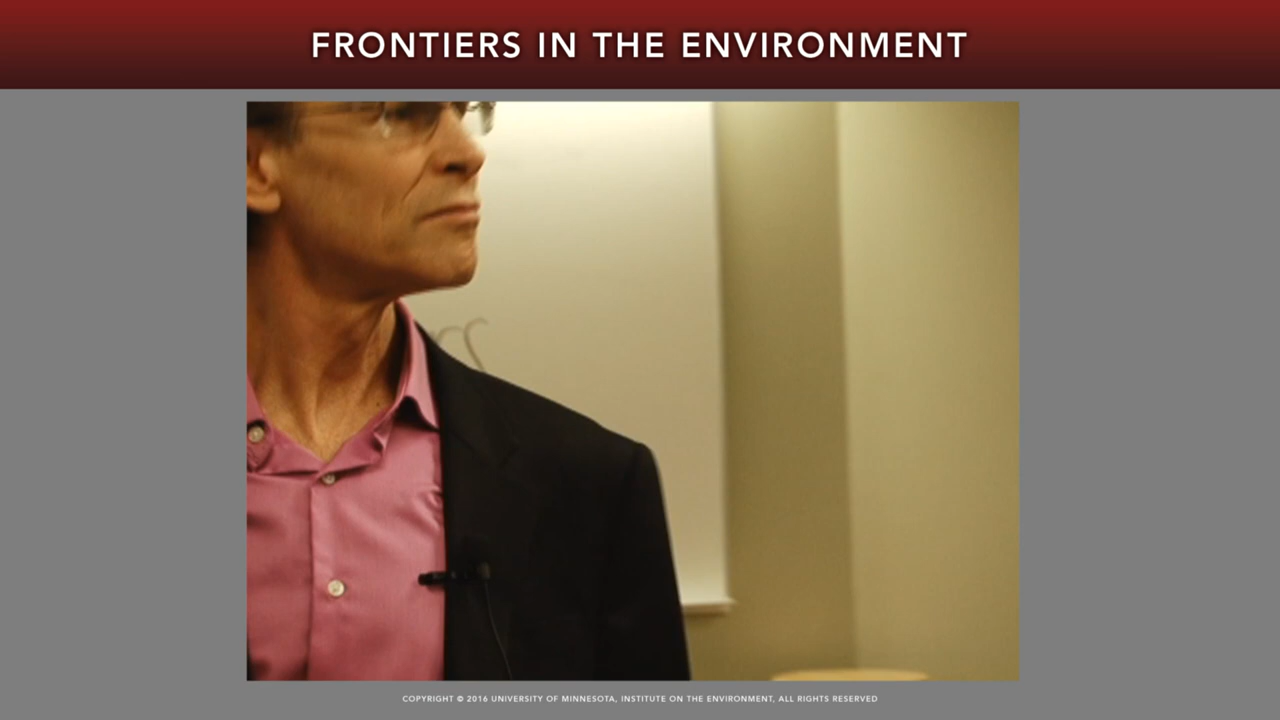 FRONTIERS IN THE ENVIRONMENT
COPYRIGHT © 2016 UNIVERSITY OF MINNESOTA, INSTITUTE ON THE ENVIRONMENT, ALL RIGHTS RESERVED